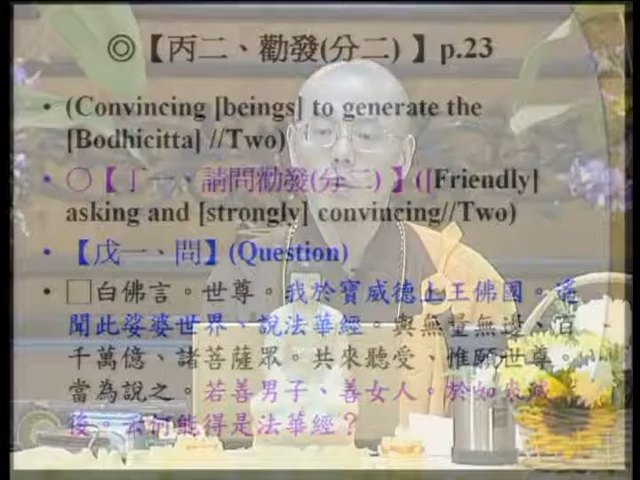 ◎【丙二、勸發(分二) 】p.23
• (Convincing [beings] to generate the
[Bodhicitta] //Two)
• ○【丁一、請問勸發(分二) 】([Friendly]
asking and [strongly] convincing//Two)
• 【戊一、問】(Question)
• □白佛言。世尊。我於寶威德上王佛國。遙
聞此娑婆世界、說法華經。與無量無邊、百
千萬億、諸菩薩眾。共來聽受、惟願世尊。
當為說之。若善男子、善女人。於如來滅
後。云何能得是法華經？